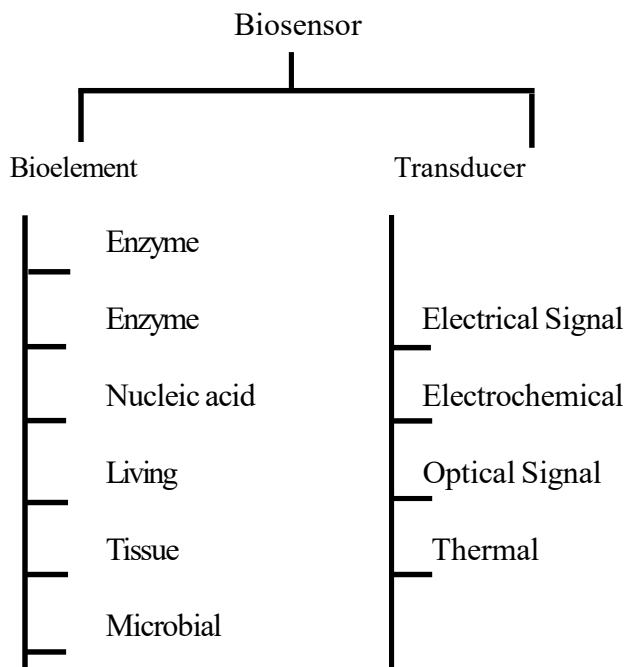 Biosensor
Bioelement
Transducer
Enzyme
Enzyme
Nucleic acid
Living
Tissue
Microbial
Electrical Signal
Electrochemical
Optical Signal
Thermal